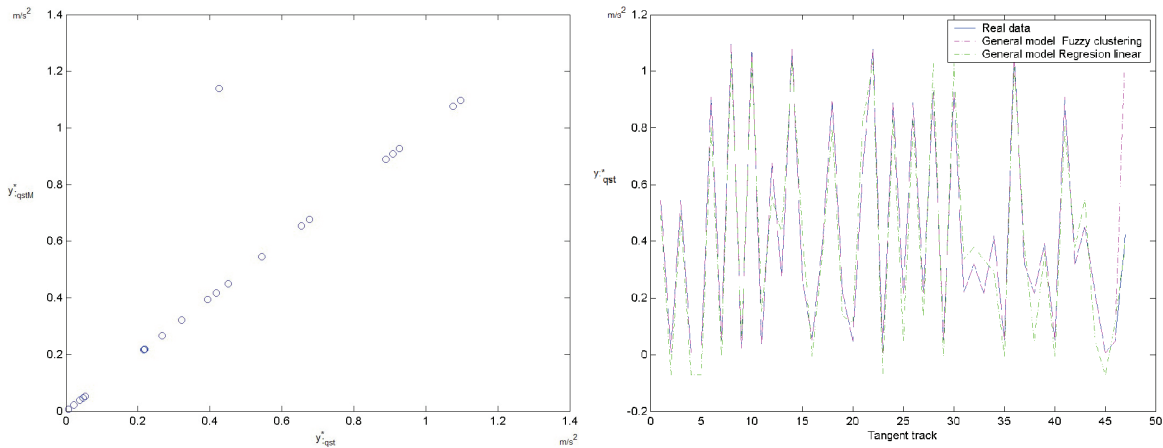 m/s²
1.4
1.2
1
0.8
y:*qstM
0.6
0.4
0.2
0
0 0.2 0.4 0.6 0.8 1 1.2 1.4
y:*qst
m/s²
m/s²
1.2
1
0.8
y:*qst
0.6
0.4
0.2
0
-0.2
0 5 10 15 20 25 30 35 40 45 50
Tangent track
Real data
General model Fuzzy clustering
General model Regresion linear